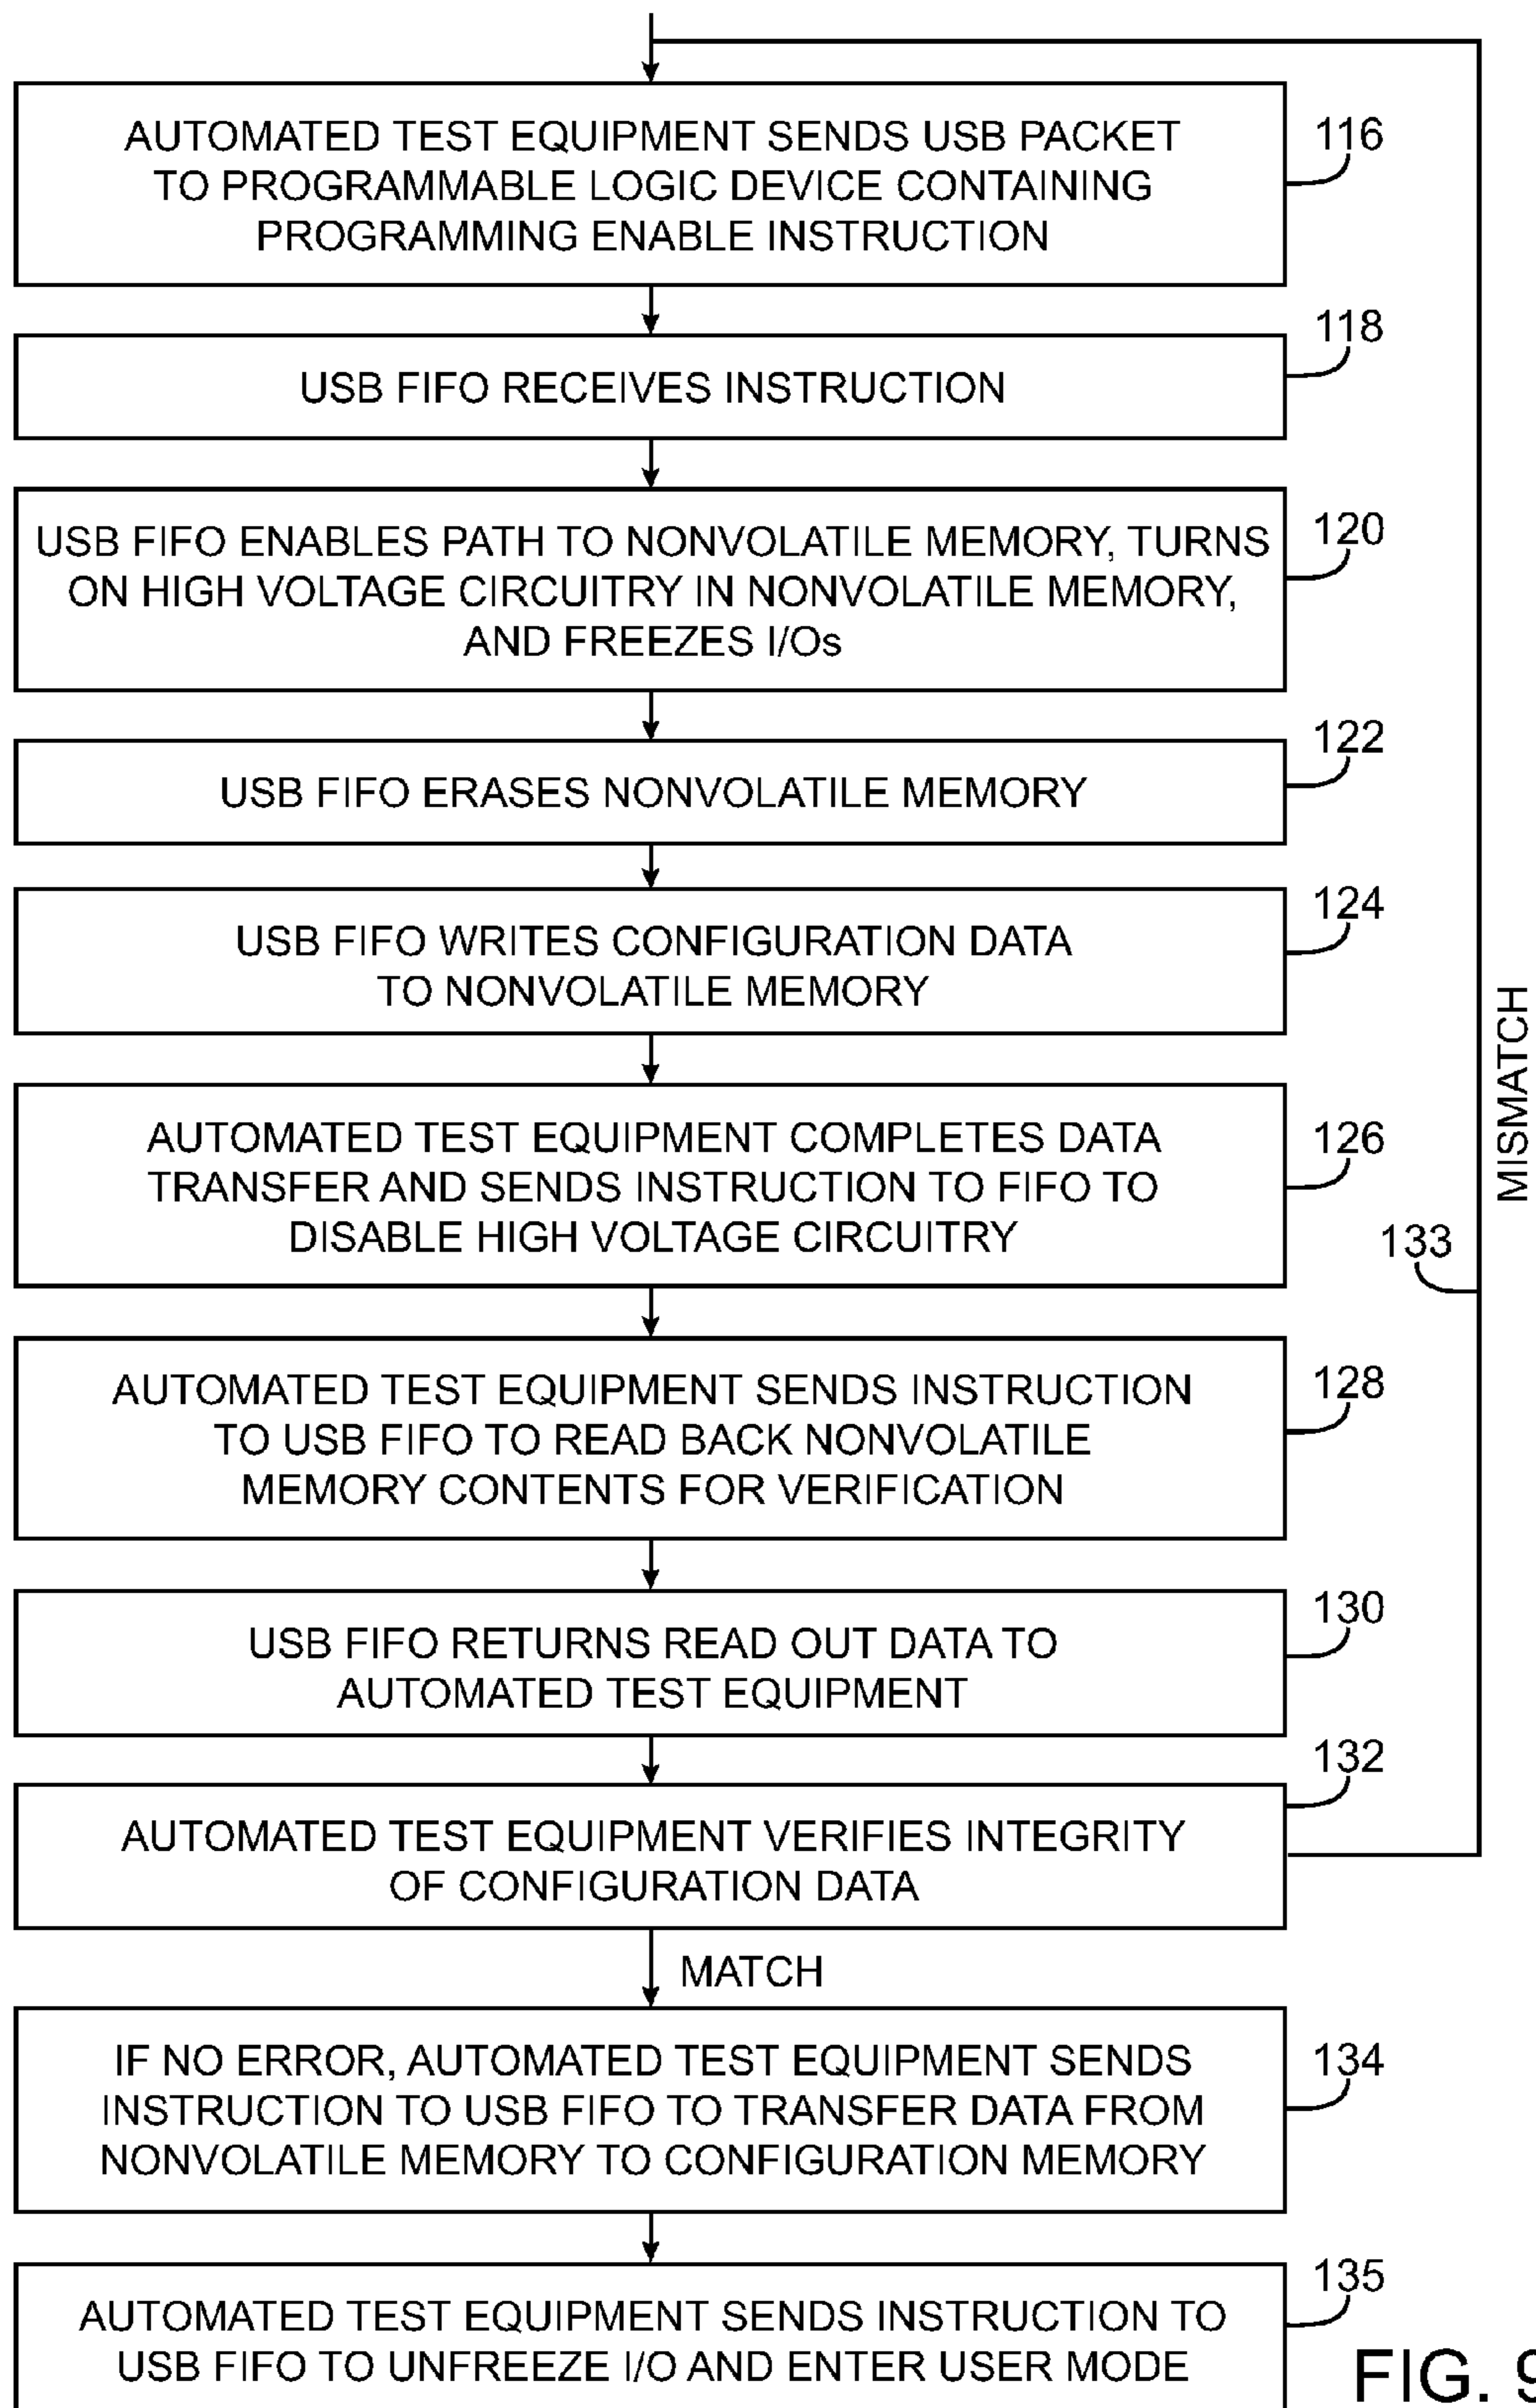 AUTOMATED TEST EQUIPMENT SENDS USB PACKET
TO PROGRAMMABLE LOGIC DEVICE CONTAINING
PROGRAMMING ENABLE INSTRUCTION
116
USB FIFO RECEIVES INSTRUCTION
118
USB FIFO ENABLES PATH TO NONVOLATILE MEMORY, TURNS
ON HIGH VOLTAGE CIRCUITRY IN NONVOLATILE MEMORY,
AND FREEZES I/Os
120
USB FIFO ERASES NONVOLATILE MEMORY
122
USB FIFO WRITES CONFIGURATION DATA
TO NONVOLATILE MEMORY
124
AUTOMATED TEST EQUIPMENT COMPLETES DATA
TRANSFER AND SENDS INSTRUCTION TO FIFO TO
DISABLE HIGH VOLTAGE CIRCUITRY
126
MISMATCH
133
AUTOMATED TEST EQUIPMENT SENDS INSTRUCTION
TO USB FIFO TO READ BACK NONVOLATILE
MEMORY CONTENTS FOR VERIFICATION
128
USB FIFO RETURNS READ OUT DATA TO
AUTOMATED TEST EQUIPMENT
130
AUTOMATED TEST EQUIPMENT VERIFIES INTEGRITY
OF CONFIGURATION DATA
132
MATCH
IF NO ERROR, AUTOMATED TEST EQUIPMENT SENDS
INSTRUCTION TO USB FIFO TO TRANSFER DATA FROM
NONVOLATILE MEMORY TO CONFIGURATION MEMORY
134
AUTOMATED TEST EQUIPMENT SENDS INSTRUCTION TO
USB FIFO TO UNFREEZE I/O AND ENTER USER MODE
135
FIG. 9